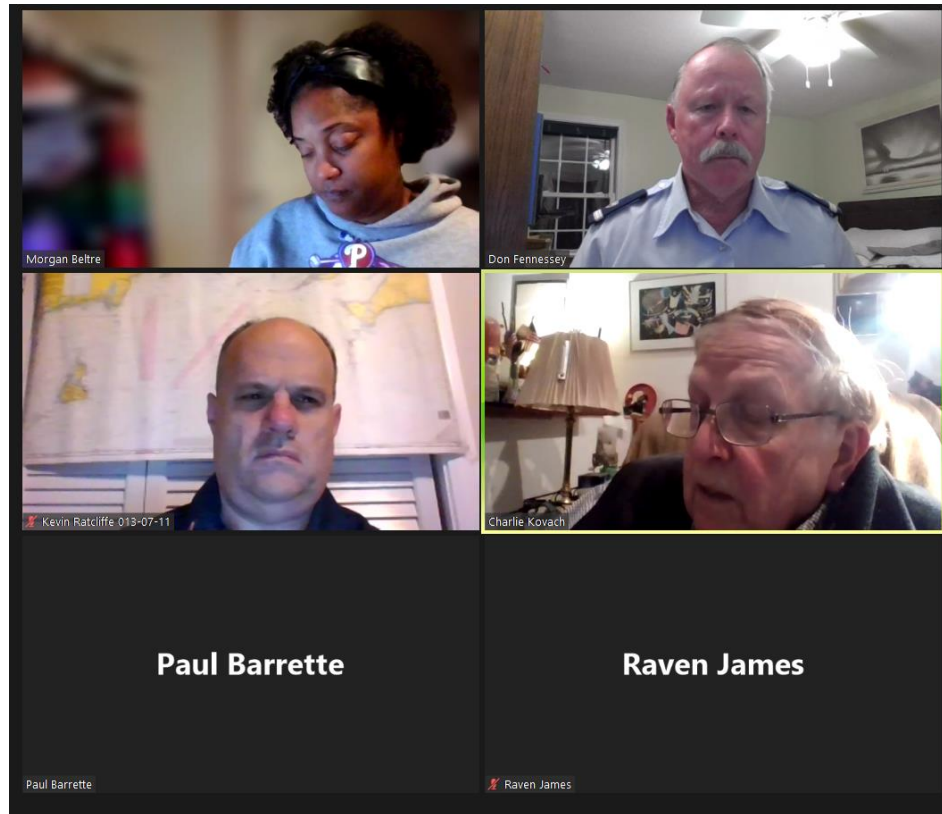 Morgan Beltre
Don Fennessey
Kevin Ratcliffe 013-07-11
Charlie Kovach
Paul Barrette
Raven James
Paul Barrette
Raven James
P